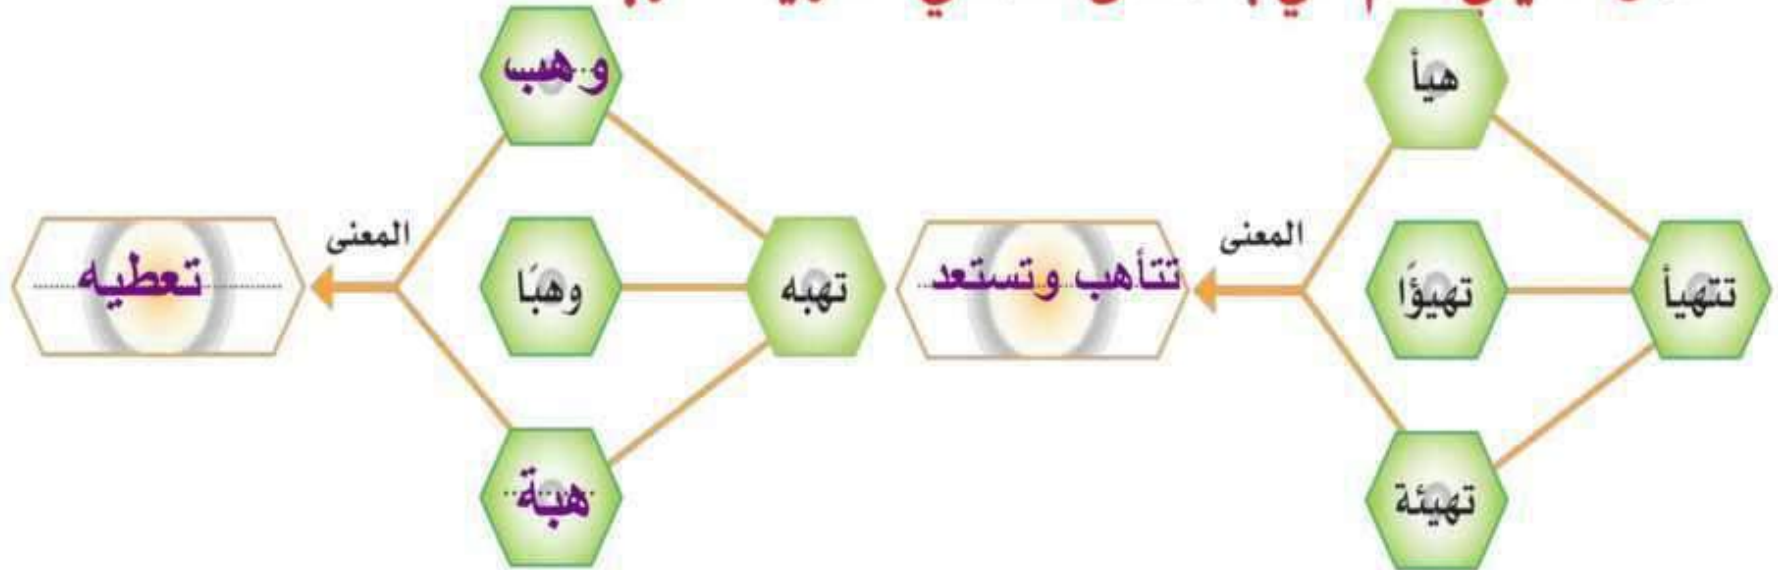 هيأ
تتهيأ
تهيؤًا
تهيئة
المعنى
تتأهب وتستعد
وهب
تهبه
وهبًا
هبة
المعنى
تعطيه